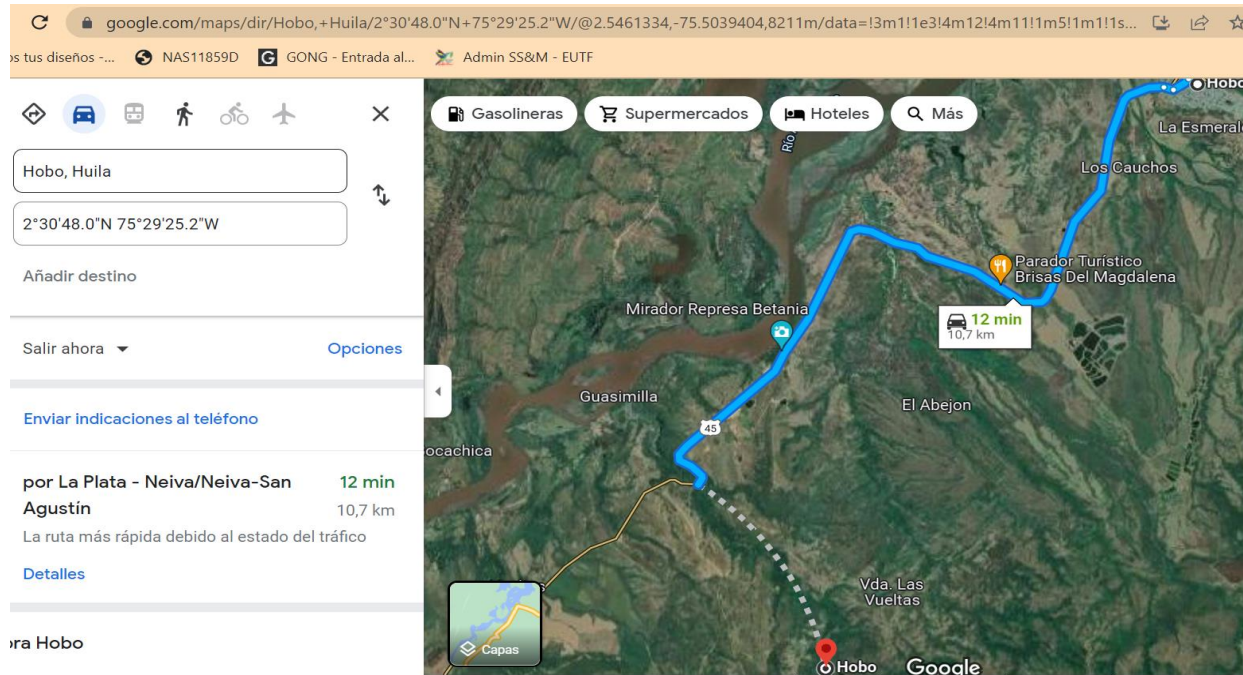 google.com/maps/dir/Hobo,+Huila/2°30'48.0"N+75°29'25.2"W/@2.5461334,-75.5039404,8211m/data=!3m1!1e3!4m12!4m11!1m5!1m1!1s...
os tus diseños -... NAS11859D G GONG - Entrada al... Admin SS&M - EUTF
Hobo, Huila
2°30'48.0"N 75°29'25.2"W
Añadir destino
Salir ahora Opciones
Enviar indicaciones al teléfono
por La Plata - Neiva/Neiva-San Agustín 12 min
10,7 km
La ruta más rápida debido al estado del tráfico
Detalles
ora Hobo
Gasolineras Supermercados Hoteles Más
Hobo
La Esmeral
Los Cauchos
Río
Parador Turístico
Brisas Del Magdalena
Mirador Represa Betania
12 min
10,7 km
Guasimilla
El Abejon
45
ocachica
Vda. Las
Vueltas
Capas
Hobo
Google